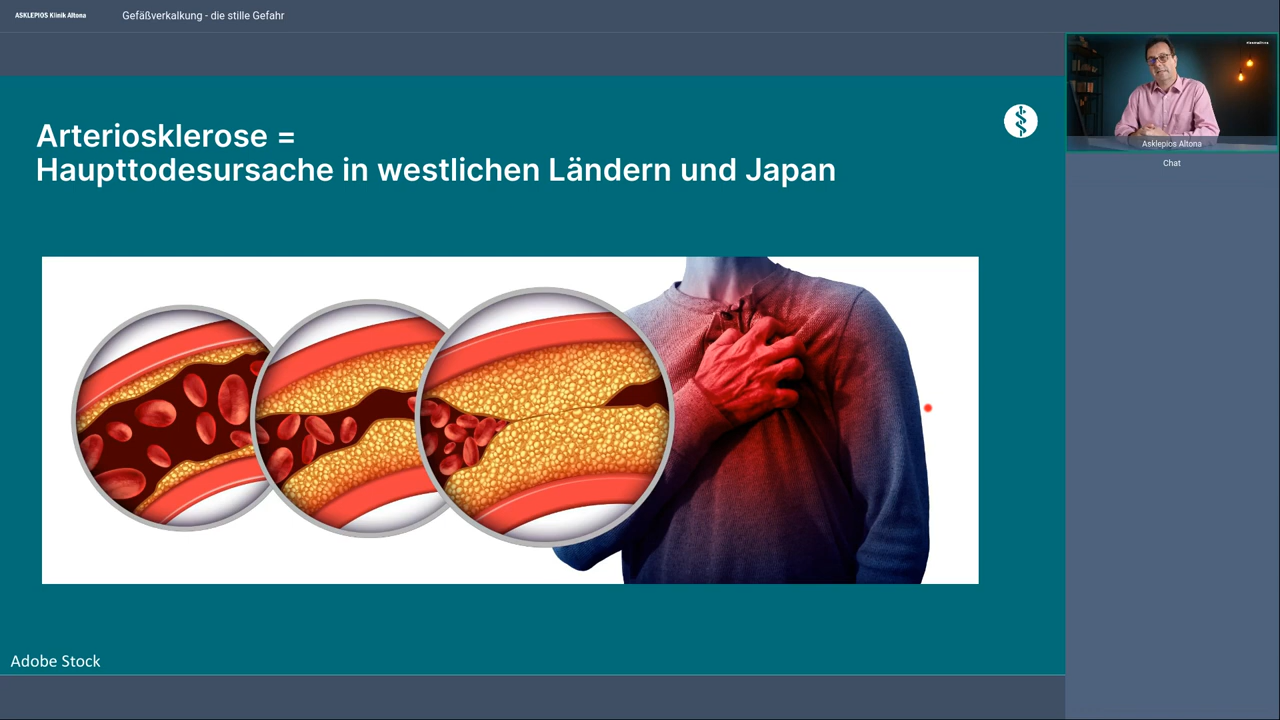 ASKLEPIOS Klinik Altona
Gefäßverkalkung - die stille Gefahr
Arteriosklerose =
Haupttodesursache in westlichen Ländern und Japan
Asklepios Altona
Chat
Adobe Stock